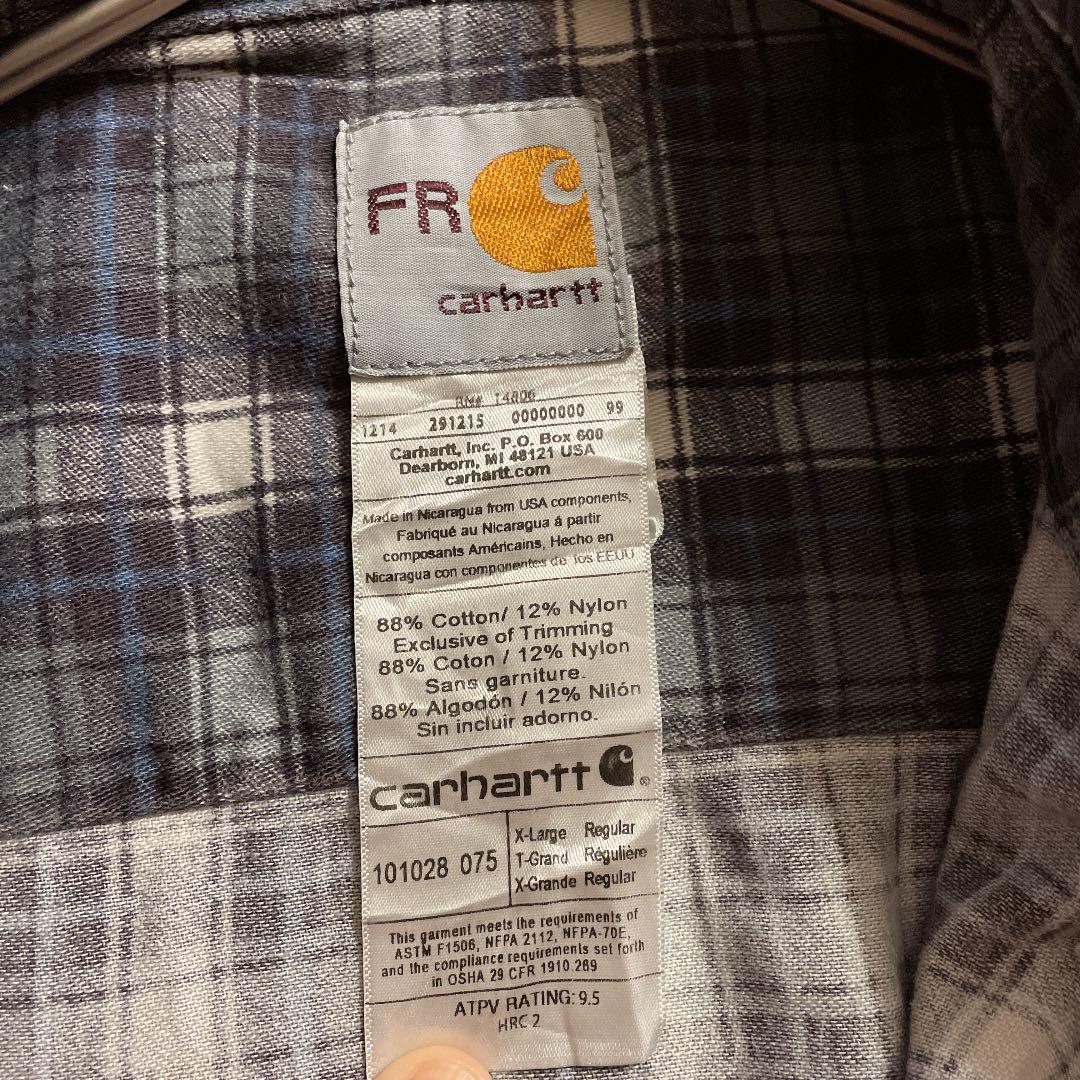 FR
carhartt
RM# 14806
1214 291215 00000000 99
Carhartt, Inc. P.O. Box 600
Dearborn, MI 48121 USA
carhartt.com
Made in Nicaragua from USA components,
Fabriqué au Nicaragua á partir
composants Américains, Hecho en
Nicaragua con componentes de los EEUU
88% Cotton/ 12% Nylon
Exclusive of Trimming
88% Coton / 12% Nylon
Sans garniture.
88% Algodón / 12% Nilón
Sin incluir adorno.
carhartt ®
101028 075
X-Large Regular
T-Grand Régulière
X-Grande Regular
This garment meets the requirements of
ASTM F1506, NFPA 2112, NFPA-70E,
and the compliance requirements set forth
in OSHA 29 CFR 1910.269
ATPV RATING: 9.5
HRC 2